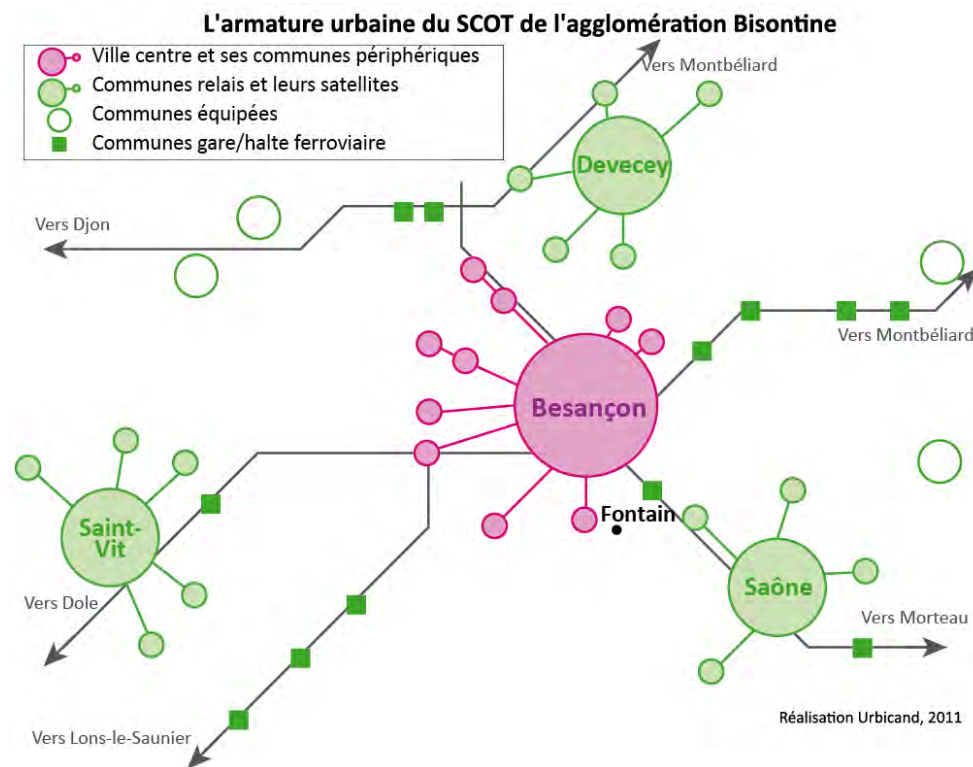 L'armature urbaine du SCOT de l'agglomération Bisontine
Ville centre et ses communes périphériques
Communes relais et leurs satellites
Communes équipées
Communes gare/halte ferroviaire
Vers Montbéliard
Devecey
Vers Djon
Vers Montbéliard
Besançon
Fontain
Saint-
Vit
Saône
Vers Dole
Vers Morteau
Réalisation Urbicand, 2011
Vers Lons-le-Saunier